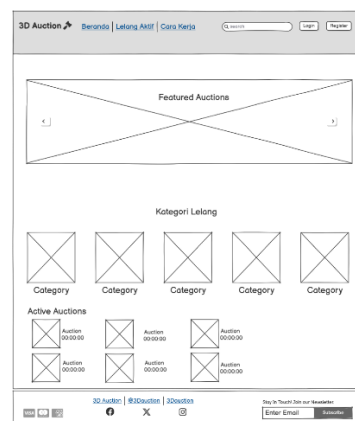 3D Auction Beranda Lelang Aktif Cara Kerja search Login Register
Featured Auctions
Kategori Lelang
Category Category Category Category Category
Active Auctions
Auction Auction Auction
00:00:00 00:00:00 00:00:00
Auction Auction Auction
00:00:00 00:00:00 00:00:00
3D Auction @3Dauction 3Dauction
Stay In Touch! Join our Newsletter.
VISA Enter Email Subscribe